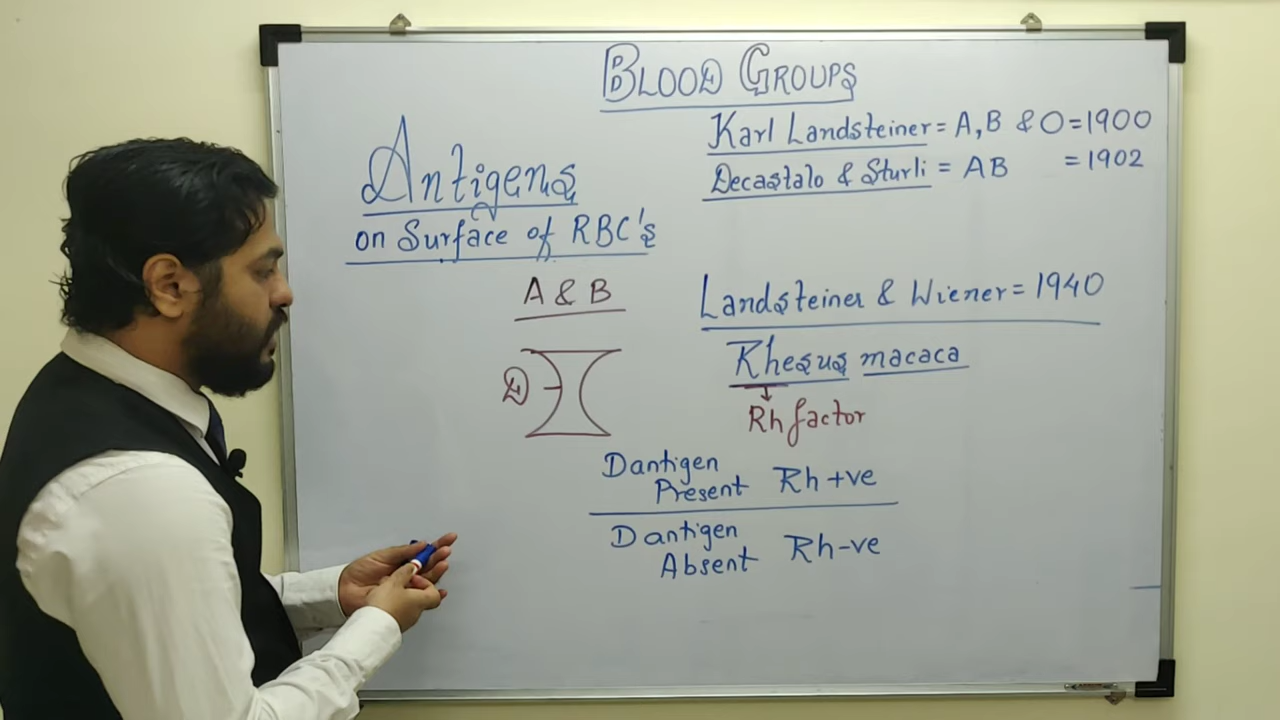 BLOOD GROUPS
Antigens
on Surface of RBC's
A & B
D
Karl Landsteiner = A, B & O = 1900
Decastalo & Sturli = AB = 1902
Landsteiner & Wiener = 1940
Rhesus macaca
Rh factor
D antigen
Present Rh +ve
D antigen
Absent Rh -ve